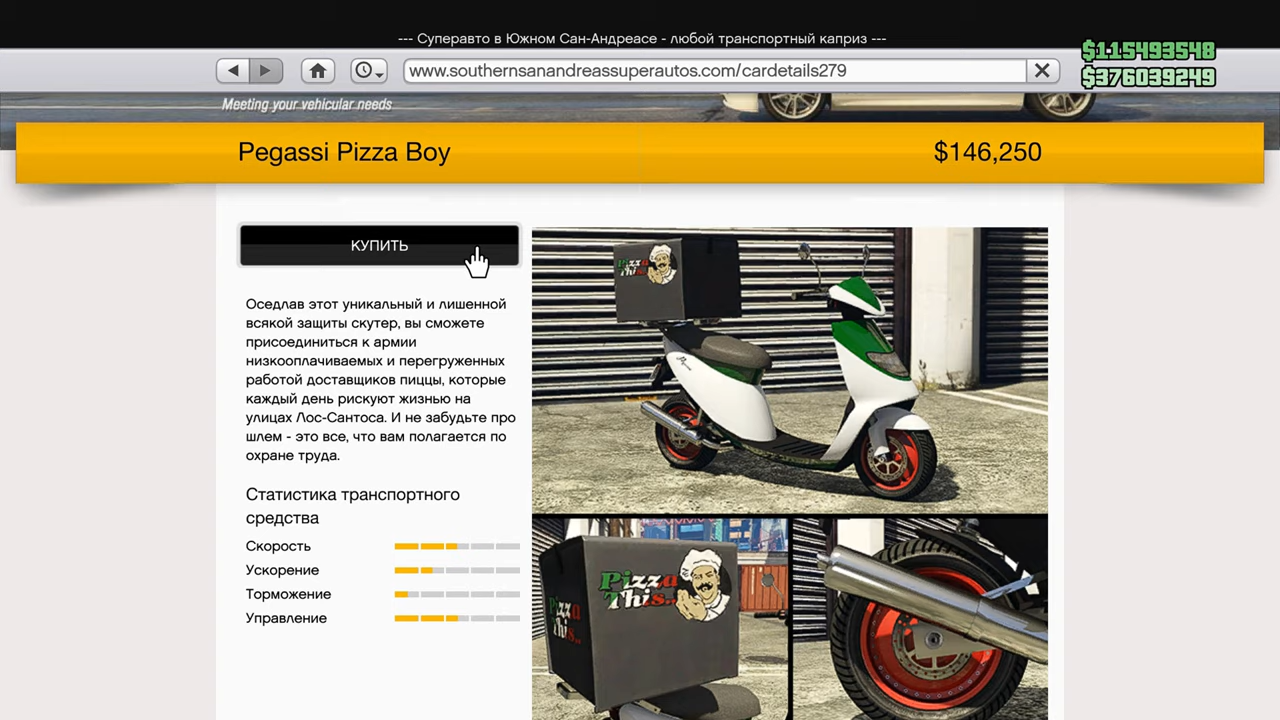 --- Суперавто в Южном Сан-Андреасе - любой транспортный каприз ---
$115493548
www.southernsanandreassuperautos.com/cardetails279
$376039249
Meeting your vehicular needs
Pegassi Pizza Boy
$146,250
КУПИТЬ
Оседлав этот уникальный и лишенной
всякой защиты скутер, вы сможете
присоединиться к армии
низкооплачиваемых и перегруженных
работой доставщиков пиццы, которые
каждый день рискуют жизнью на
улицах Лос-Сантоса. И не забудьте про
шлем - это все, что вам полагается по
охране труда.
Статистика транспортного
средства
Скорость
Ускорение
Торможение
Управление
Pizza
This...
Pizza
This...
Pizza
This...